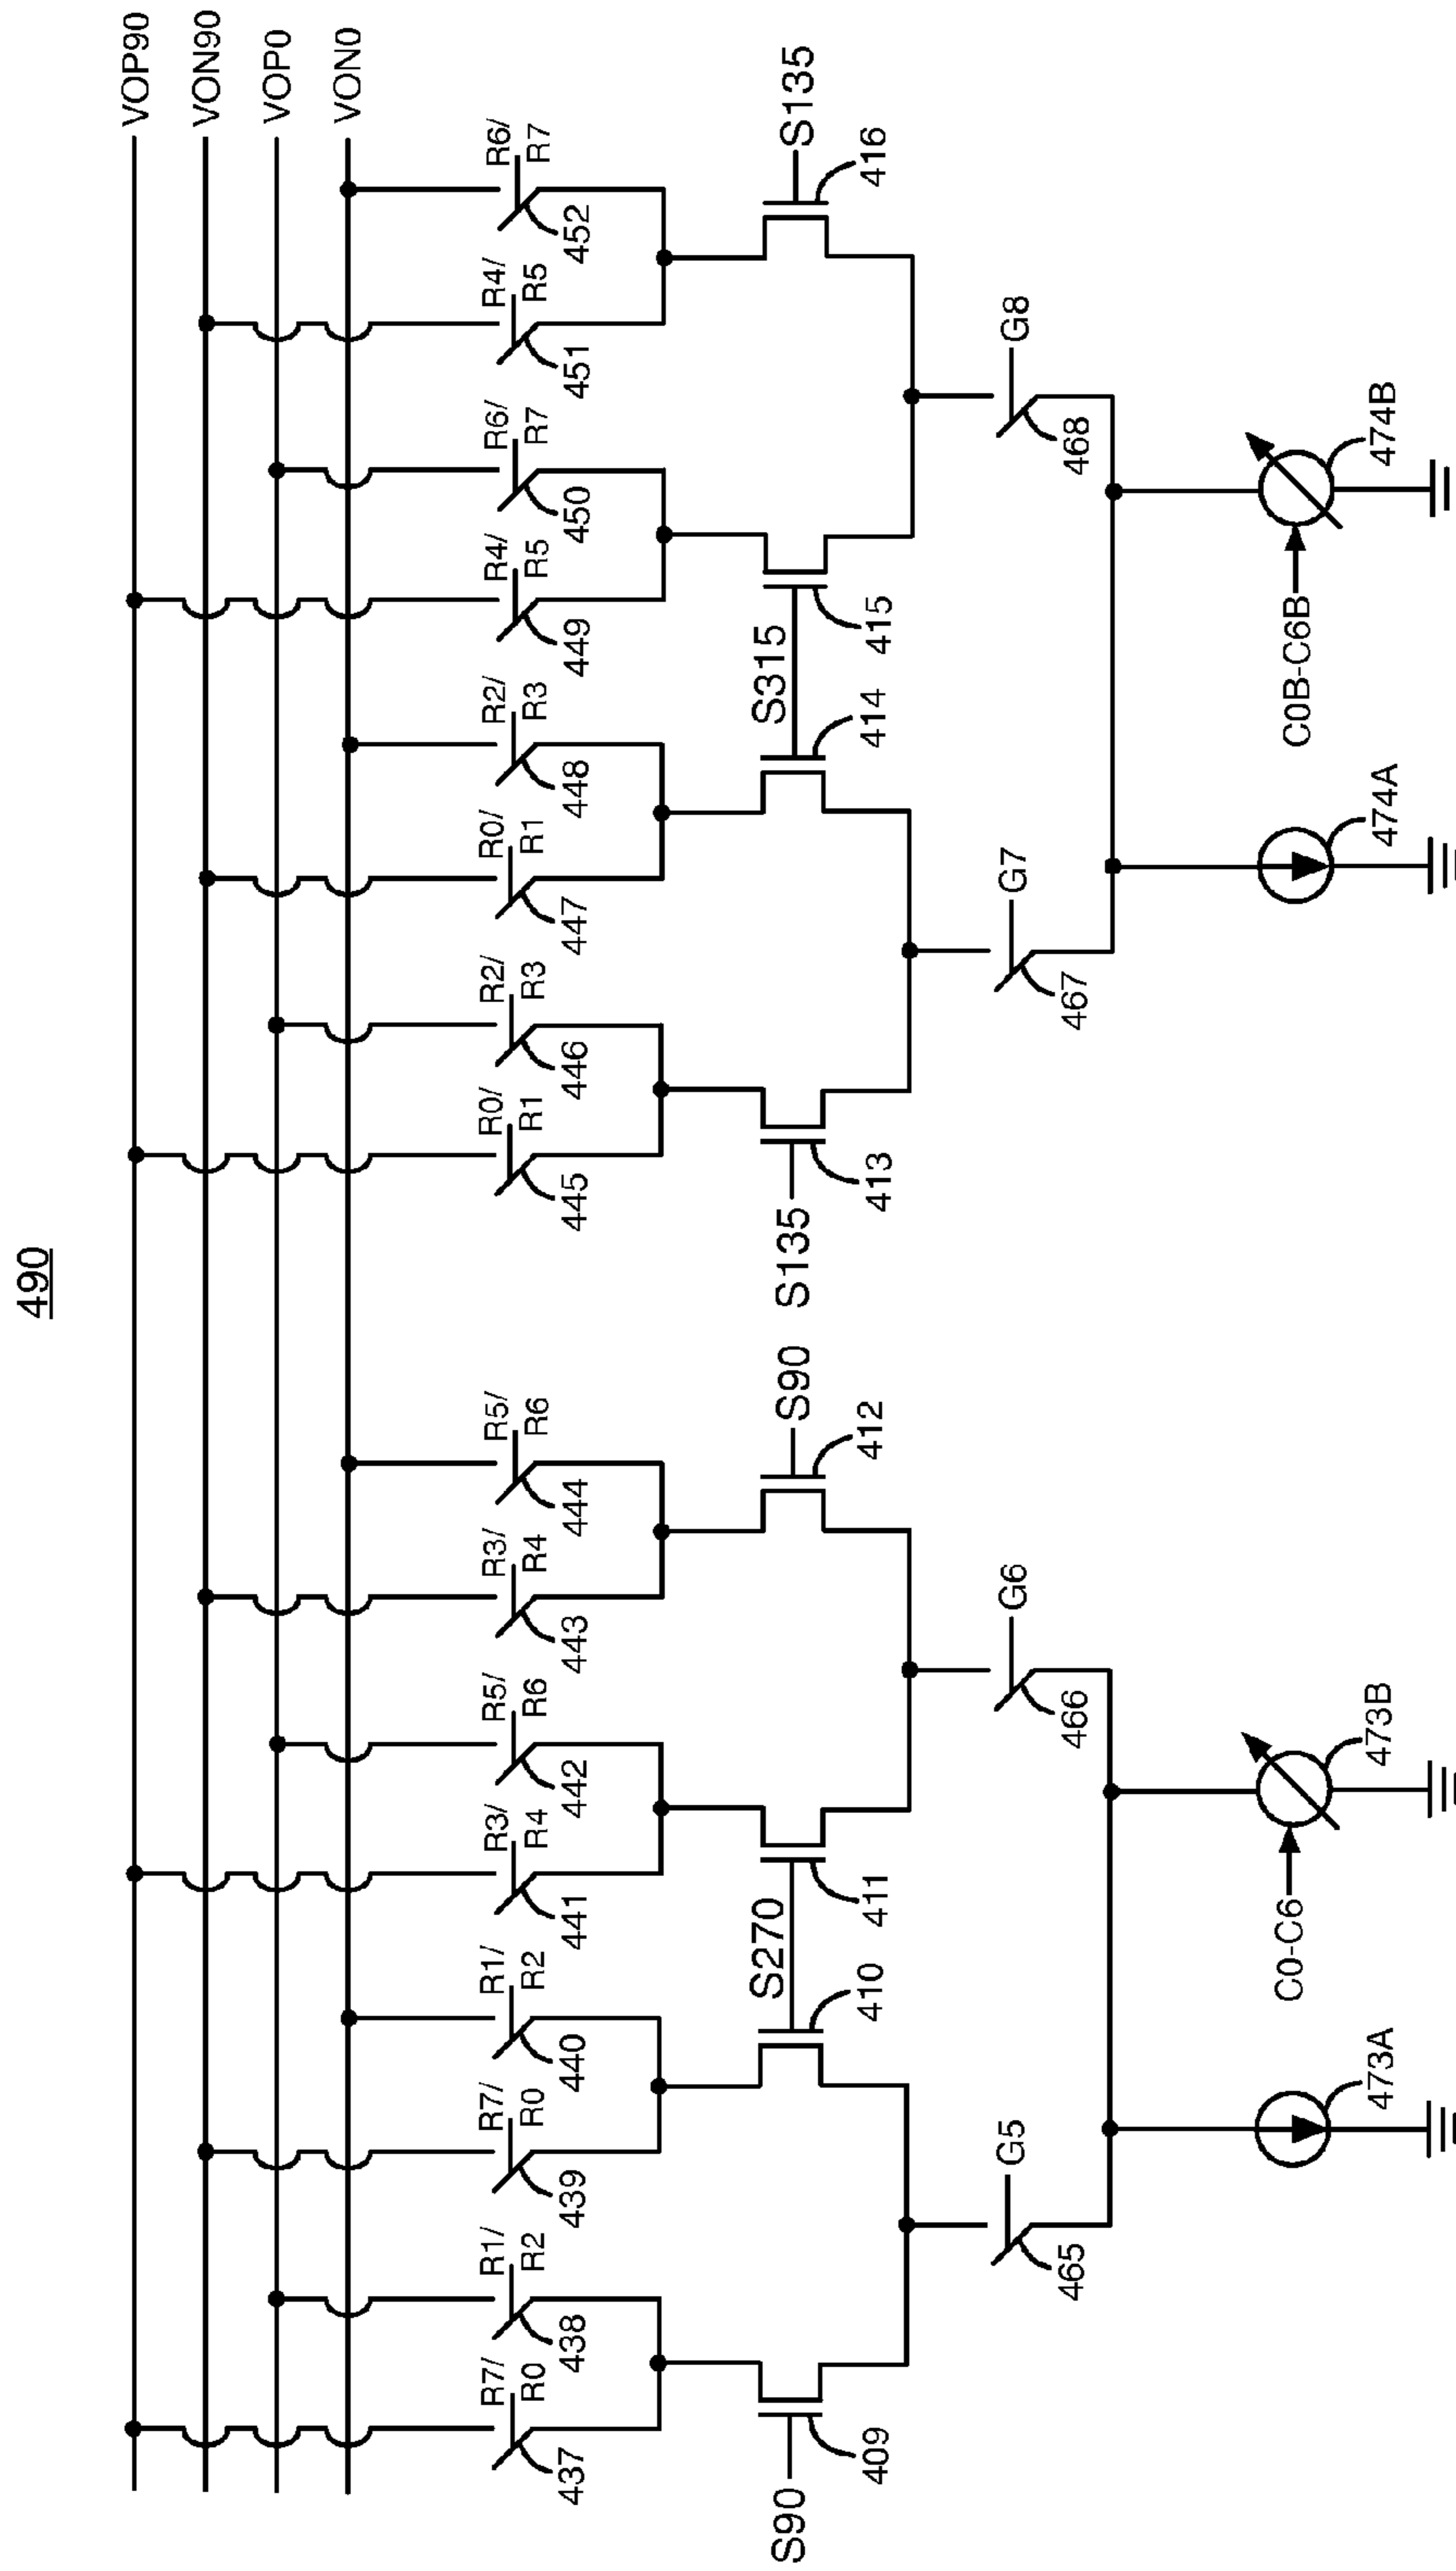 490
VOP90
VON90
VOP0
VON0
R7/
R0
437
R1/
R2
438
R7/
R0
439
R1/
R2
440
R3/
R4
441
R5/
R6
442
R3/
R4
443
R5/
R6
444
R0/
R1
445
R2/
R3
446
R0/
R1
447
R2/
R3
448
R4/
R5
449
R6/
R7
450
R4/
R5
451
R6/
R7
452
S90
409
S270
410
411
S90
412
S135
413
S315
414
415
S135
416
G5
465
G6
466
G7
467
G8
468
473A
C0-C6
473B
474A
C0B-C6B
474B